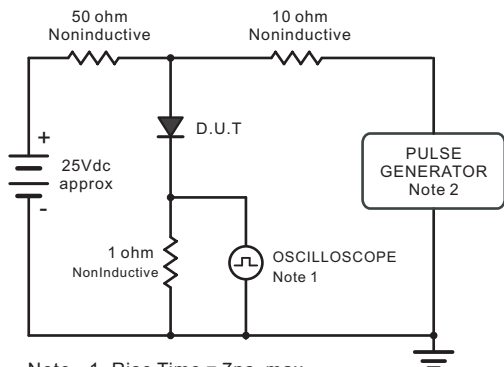 50 ohm
Noninductive
10 ohm
Noninductive
D.U.T
+
25Vdc
approx
-
PULSE
GENERATOR
Note 2
1 ohm
NonInductive
OSCILLOSCOPE
Note 1